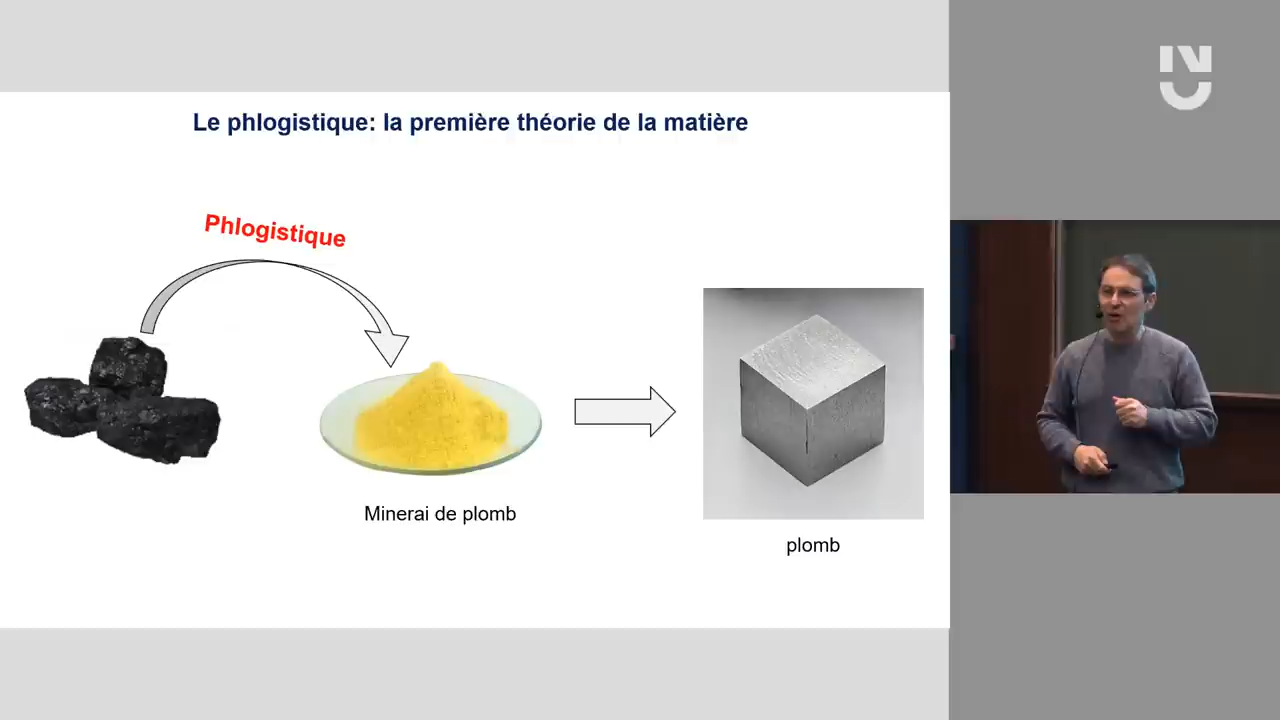 Le phlogistique: la première théorie de la matière
Phlogistique
Minerai de plomb
plomb